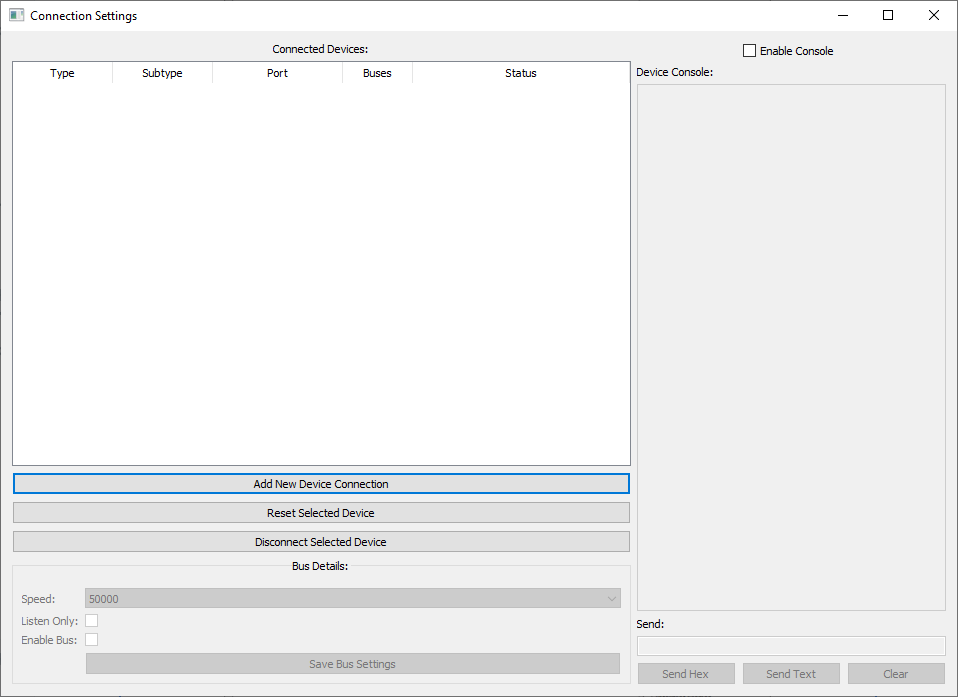 Connection Settings
Connected Devices:
Type Subtype Port Buses Status
Add New Device Connection
Reset Selected Device
Disconnect Selected Device
Bus Details:
Speed: 50000
Listen Only:
Enable Bus:
Save Bus Settings
Enable Console
Device Console:
Send:
Send Hex Send Text Clear